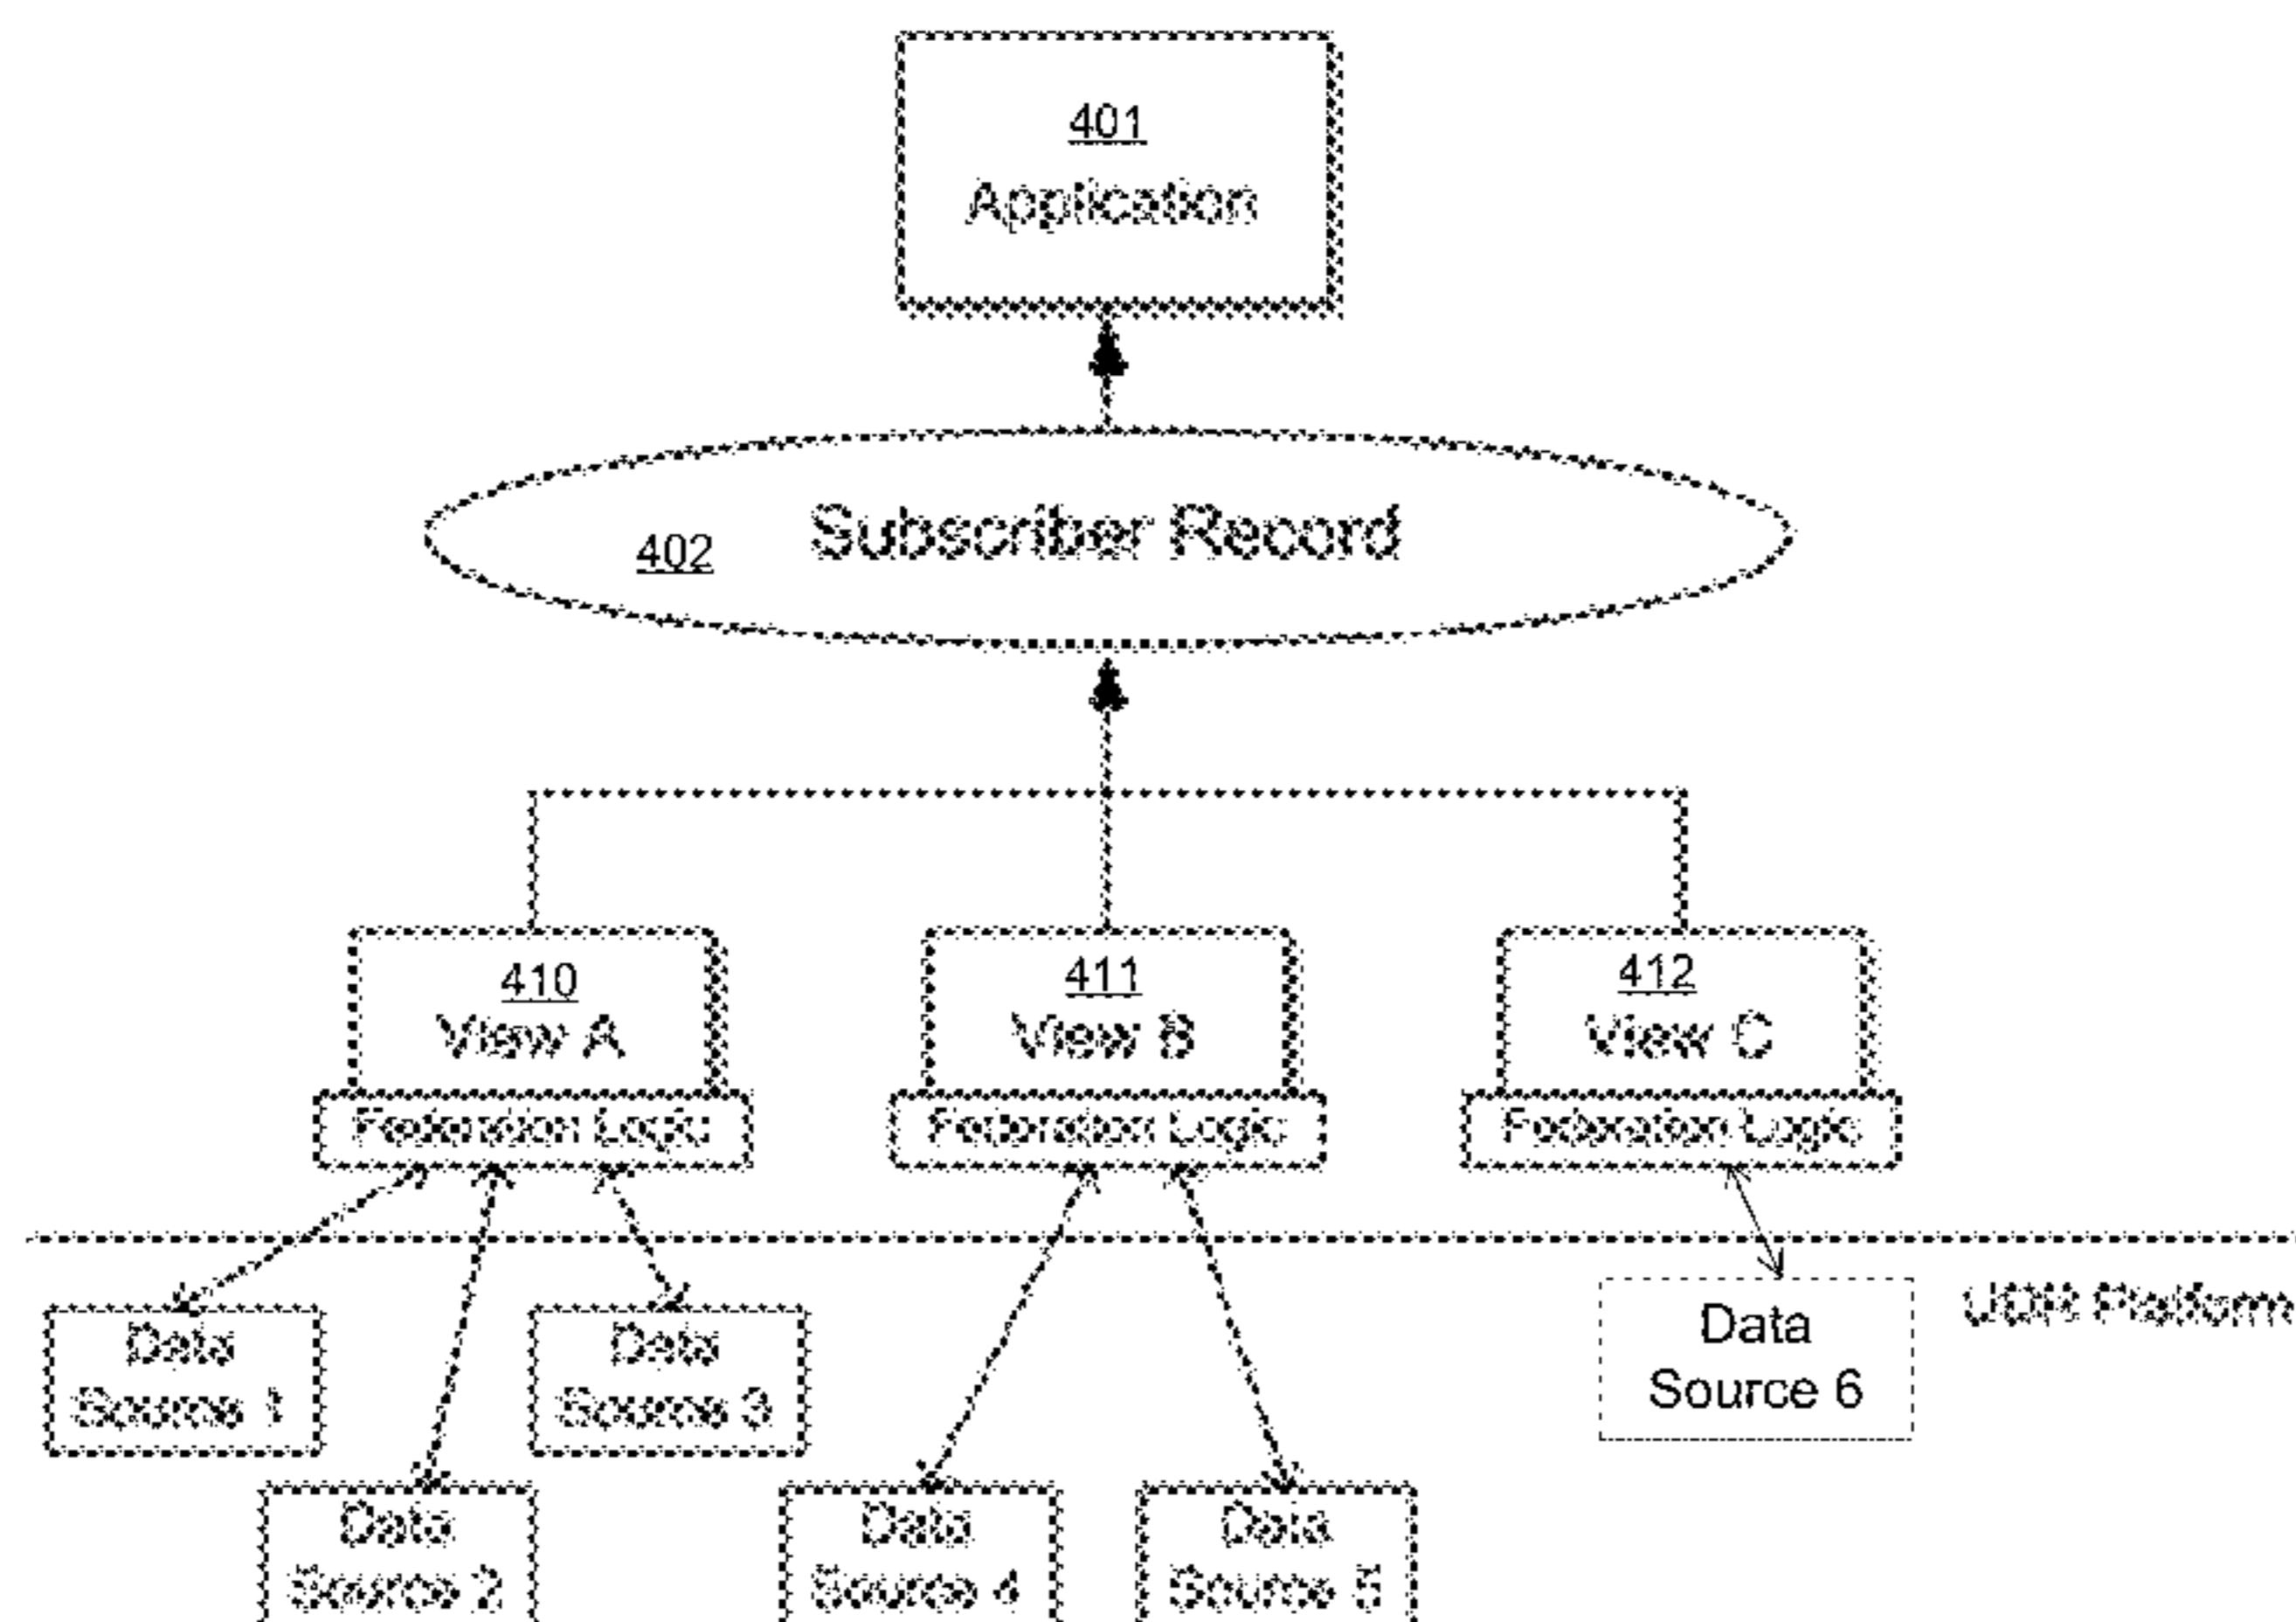 401
Application
402 Subscriber Record
410
View A
Federation Logic
411
View B
Federation Logic
412
View C
Federation Logic
UDR Platform
Data
Source 1
Data
Source 3
Data
Source 6
Data
Source 2
Data
Source 4
Data
Source 5